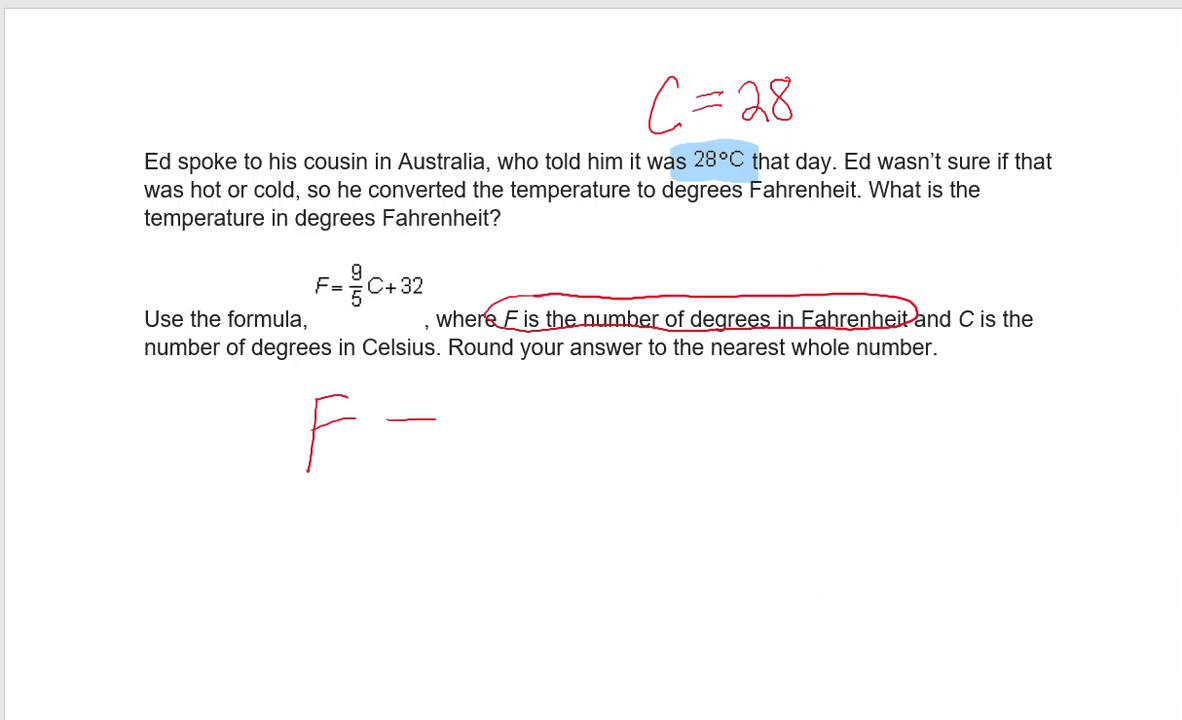 C = 28
Ed spoke to his cousin in Australia, who told him it was 28°C that day. Ed wasn't sure if that
was hot or cold, so he converted the temperature to degrees Fahrenheit. What is the
temperature in degrees Fahrenheit?
F = 9/5 C + 32
Use the formula, , where F is the number of degrees in Fahrenheit and C is the
number of degrees in Celsius. Round your answer to the nearest whole number.
F —